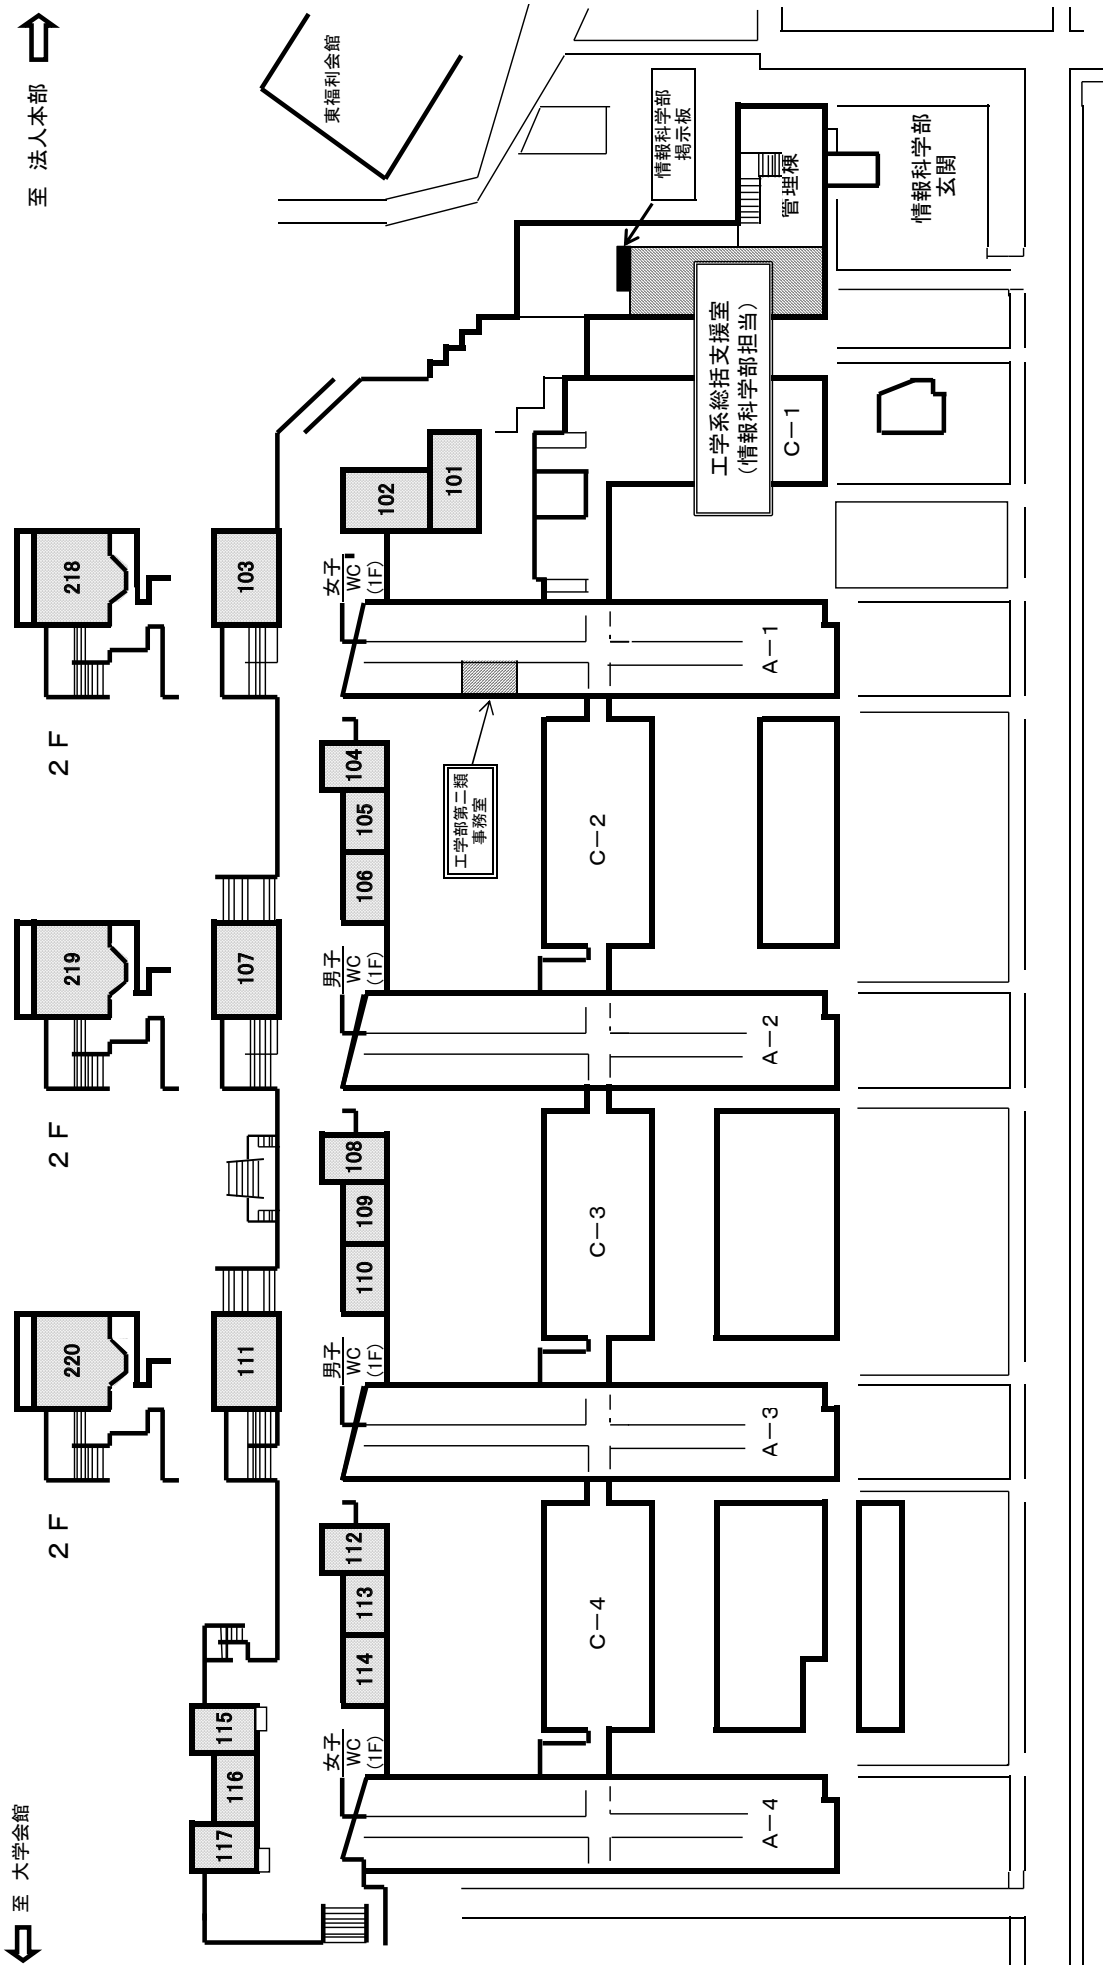 至 法人本部
東福利会館
情報科学部
掲示板
管理棟
情報科学部
玄関
工学系総括支援室
(情報科学部担当)
C－1
101
102
103
218
女子
WC
(1F)
A－1
2F
104
105
106
工学部第二類
事務室
C－2
107
219
男子
WC
(1F)
A－2
2F
108
109
110
C－3
111
220
男子
WC
(1F)
A－3
2F
112
113
114
C－4
115
116
117
女子
WC
(1F)
A－4
至 大学会館